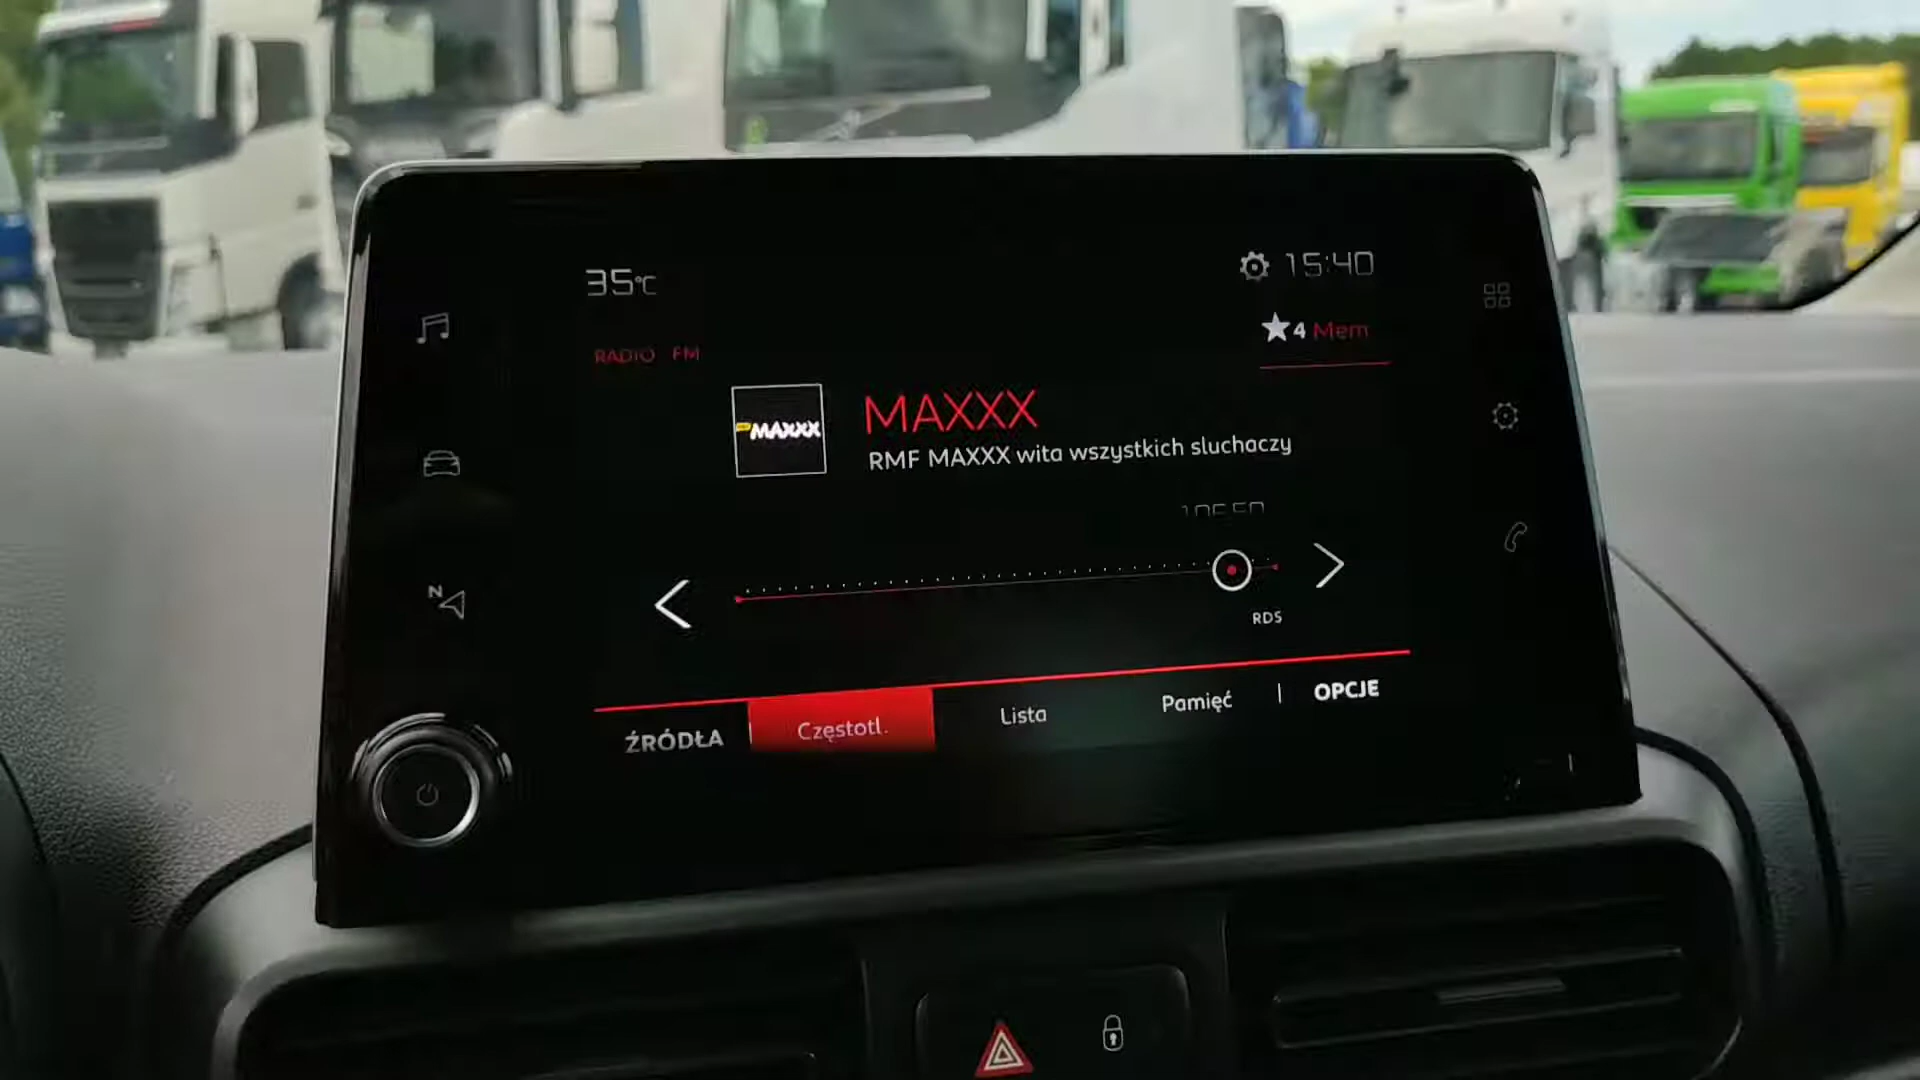 35°C
15:40
★4 Mem
RADIO FM
MAXXX
MAXXX
RMF MAXXX wita wszystkich sluchaczy
N
RDS
ŹRÓDŁA
Częstotl.
Lista
Pamięć
OPCJE